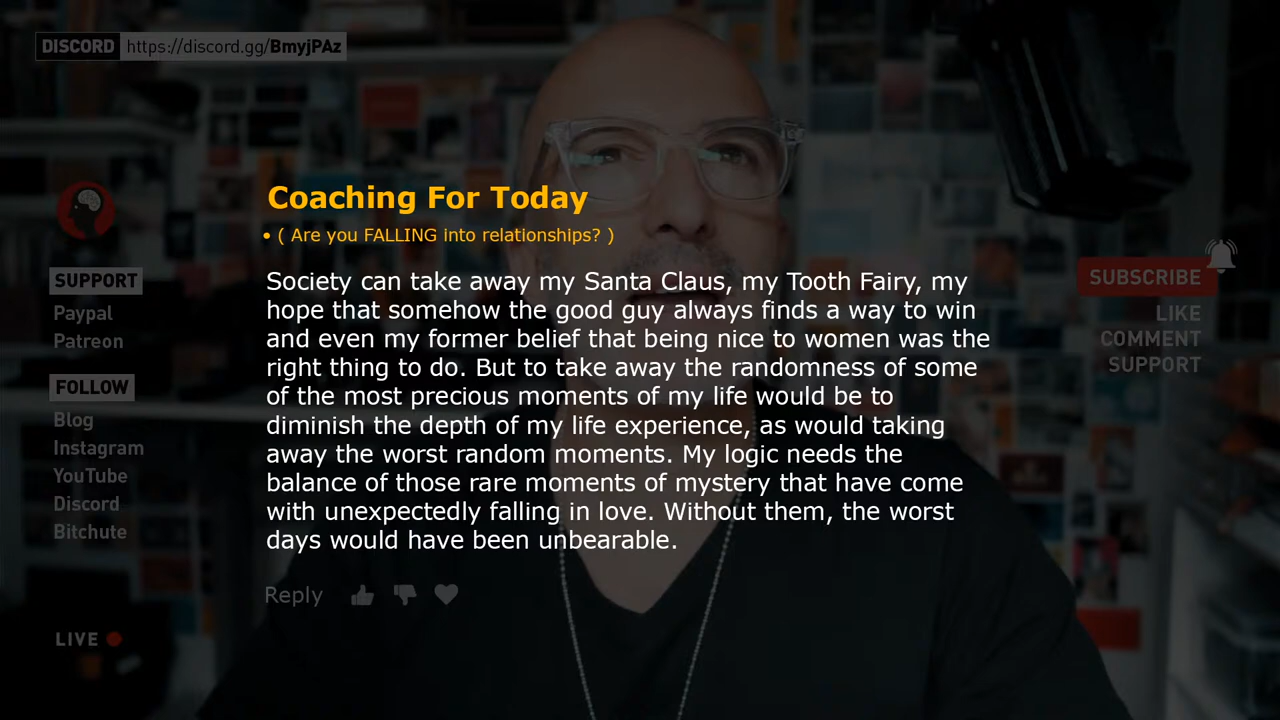 DISCORD https://discord.gg/BmyjPAz
Coaching For Today
• ( Are you FALLING into relationships? )
Society can take away my Santa Claus, my Tooth Fairy, my
hope that somehow the good guy always finds a way to win
and even my former belief that being nice to women was the
right thing to do. But to take away the randomness of some
of the most precious moments of my life would be to
diminish the depth of my life experience, as would taking
away the worst random moments. My logic needs the
balance of those rare moments of mystery that have come
with unexpectedly falling in love. Without them, the worst
days would have been unbearable.
Reply
SUPPORT
Paypal
Patreon
FOLLOW
Blog
Instagram
YouTube
Discord
Bitchute
LIVE
SUBSCRIBE
LIKE
COMMENT
SUPPORT